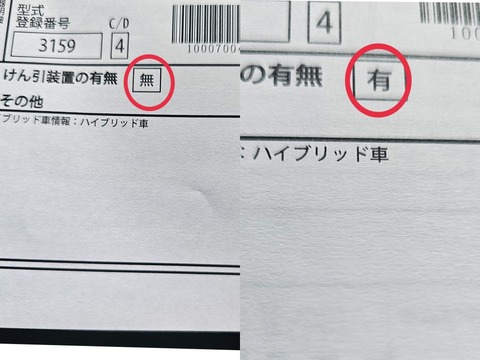 型式
登録番号
C/D
3159
4
1000700
けん引装置の有無
無
その他
ブリッド車情報：ハイブリッド車
4
100
の有無
有
：ハイブリッド車